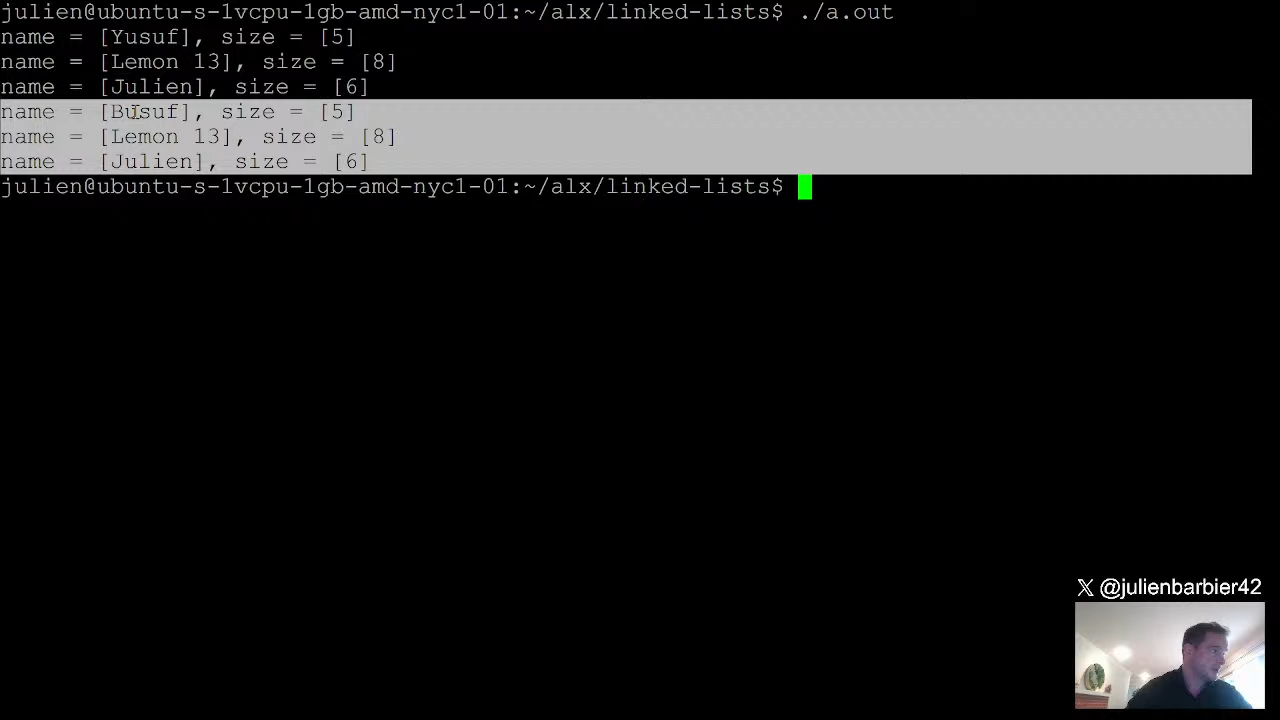 julien@ubuntu-s-1vcpu-1gb-amd-nyc1-01:~/alx/linked-lists$ ./a.out
name = [Yusuf], size = [5]
name = [Lemon 13], size = [8]
name = [Julien], size = [6]
name = [Busuf], size = [5]
name = [Lemon 13], size = [8]
name = [Julien], size = [6]
julien@ubuntu-s-1vcpu-1gb-amd-nyc1-01:~/alx/linked-lists$
X @julienbarbier42